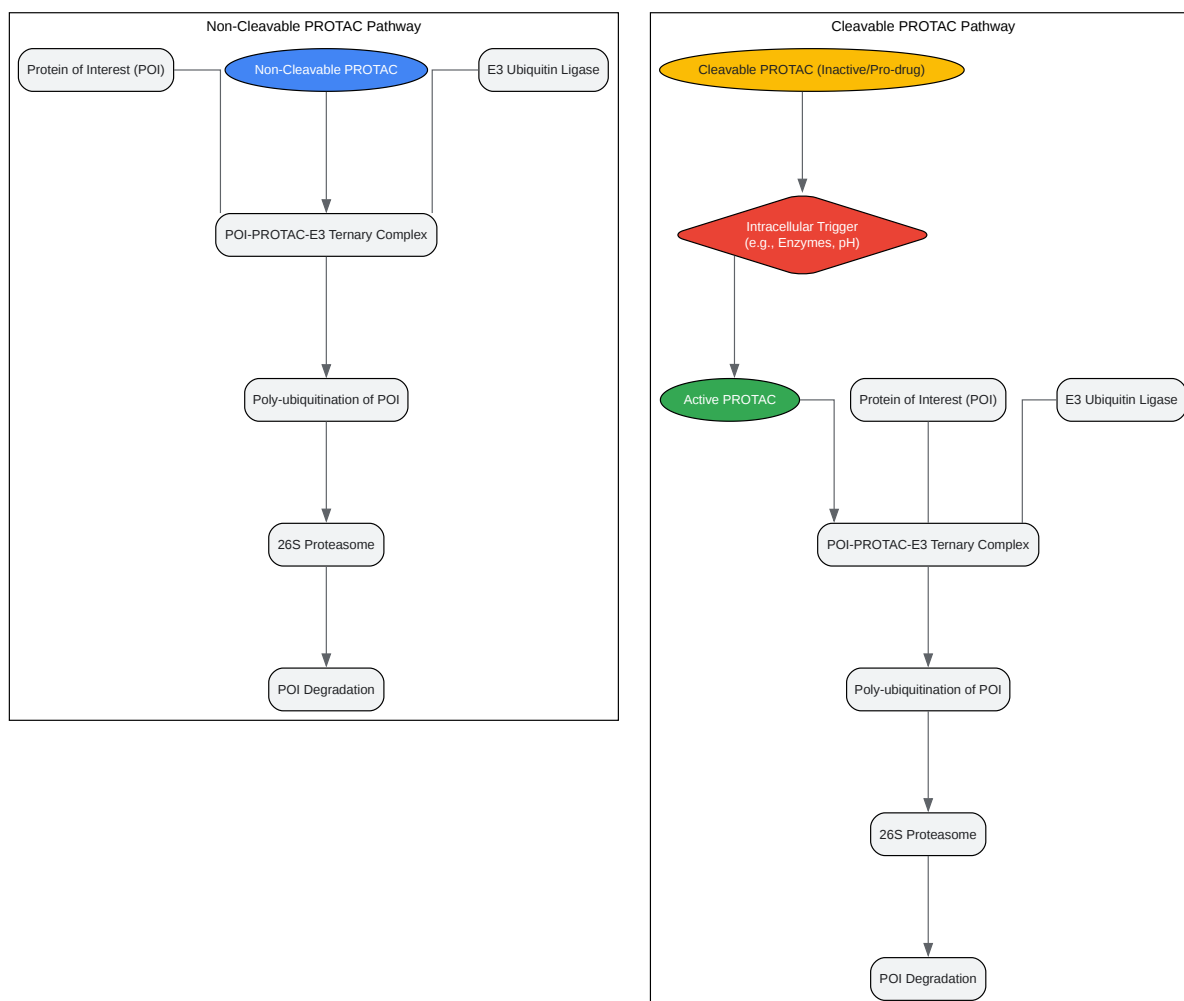 Non-Cleavable PROTAC Pathway
Protein of Interest (POI)
Non-Cleavable PROTAC
E3 Ubiquitin Ligase
POI-PROTAC-E3 Ternary Complex
Poly-ubiquitination of POI
26S Proteasome
POI Degradation
Cleavable PROTAC Pathway
Cleavable PROTAC (Inactive/Pro-drug)
Intracellular Trigger
(e.g., Enzymes, pH)
Active PROTAC
Protein of Interest (POI)
E3 Ubiquitin Ligase
POI-PROTAC-E3 Ternary Complex
Poly-ubiquitination of POI
26S Proteasome
POI Degradation